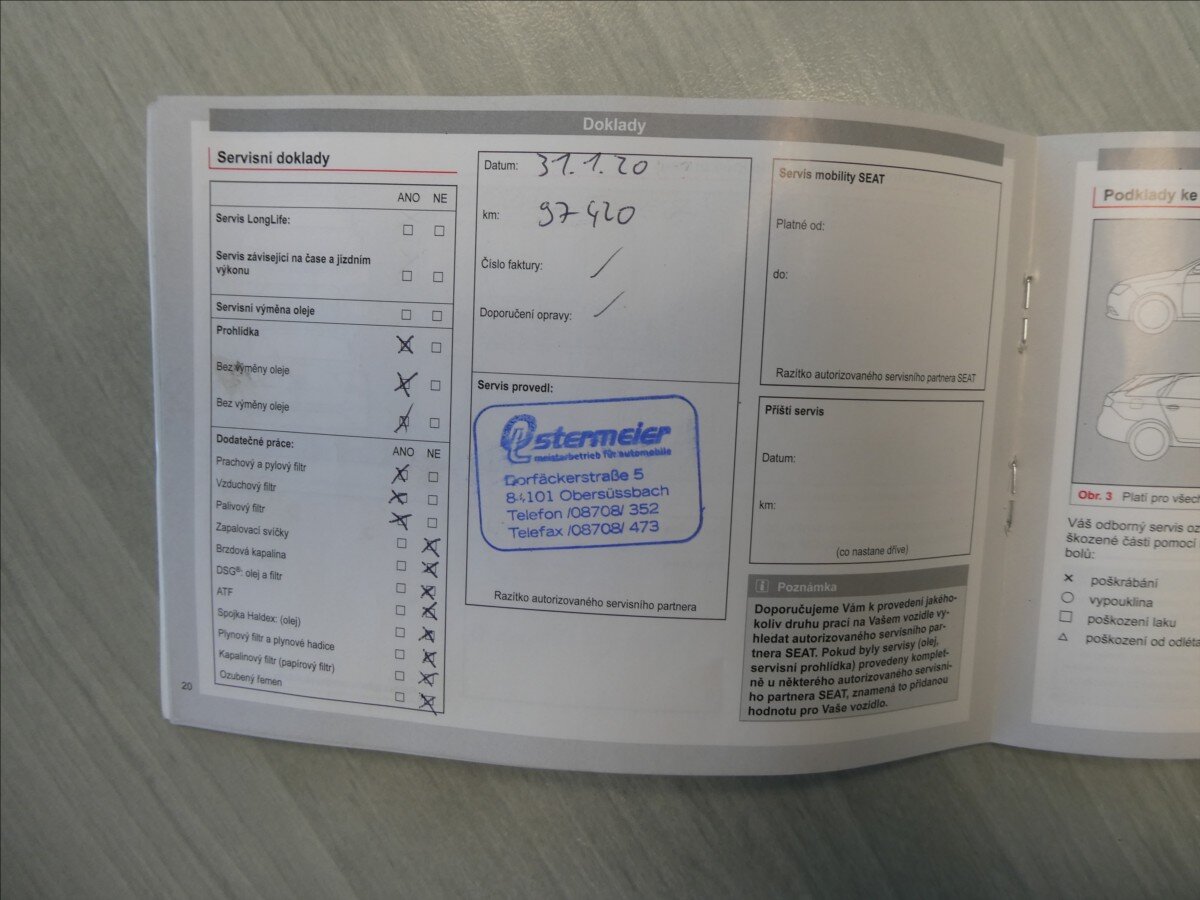 Doklady
Servisní doklady
ANO NE
Servis LongLife: ☐ ☐
Servis závisející na čase a jízdním
výkonu ☐ ☐
Servisní výměna oleje ☐ ☐
Prohlídka ☒ ☐
Bez výměny oleje ☒ ☐
Bez výměny oleje ☒ ☐
Dodatečné práce: ANO NE
Prachový a pylový filtr ☒ ☐
Vzduchový filtr ☒ ☐
Palivový filtr ☒ ☐
Zapalovací svíčky ☐ ☒
Brzdová kapalina ☐ ☒
DSG®: olej a filtr ☐ ☒
ATF ☐ ☒
Spojka Haldex: (olej) ☐ ☒
Plynový filtr a plynové hadice ☐ ☒
Kapalinový filtr (papírový filtr) ☐ ☒
Ozubený řemen ☐ ☒
20
Datum: 31.1.20
km: 97420
Číslo faktury: /
Doporučení opravy: /
Servis provedl:
Ostermeier
meisterbetrieb für automobile
Dorfäckerstraße 5
84101 Obersüssbach
Telefon /08708/ 352
Telefax /08708/ 473
Razítko autorizovaného servisního partnera
Servis mobility SEAT
Platné od:
do:
Razítko autorizovaného servisního partnera SEAT
Příští servis
Datum:
km:
(co nastane dříve)
i Poznámka
Doporučujeme Vám k provedení jakého-
koliv druhu prací na Vašem vozidle vy-
hledat autorizovaného servisního par-
tnera SEAT. Pokud byly servisy (olej,
servisní prohlídka) provedeny komplet-
ně u některého autorizovaného servisní-
ho partnera SEAT, znamená to přidanou
hodnotu pro Vaše vozidlo.
Podklady ke
Obr. 3 Platí pro všech
Váš odborný servis oz
škozené části pomocí
bolů:
× poškrábání
○ vypouklina
□ poškození laku
△ poškození od odléta